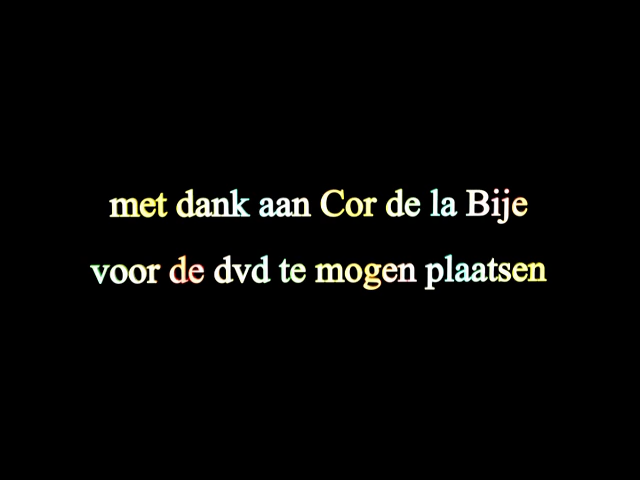 met dank aan Cor de la Bije
voor de dvd te mogen plaatsen